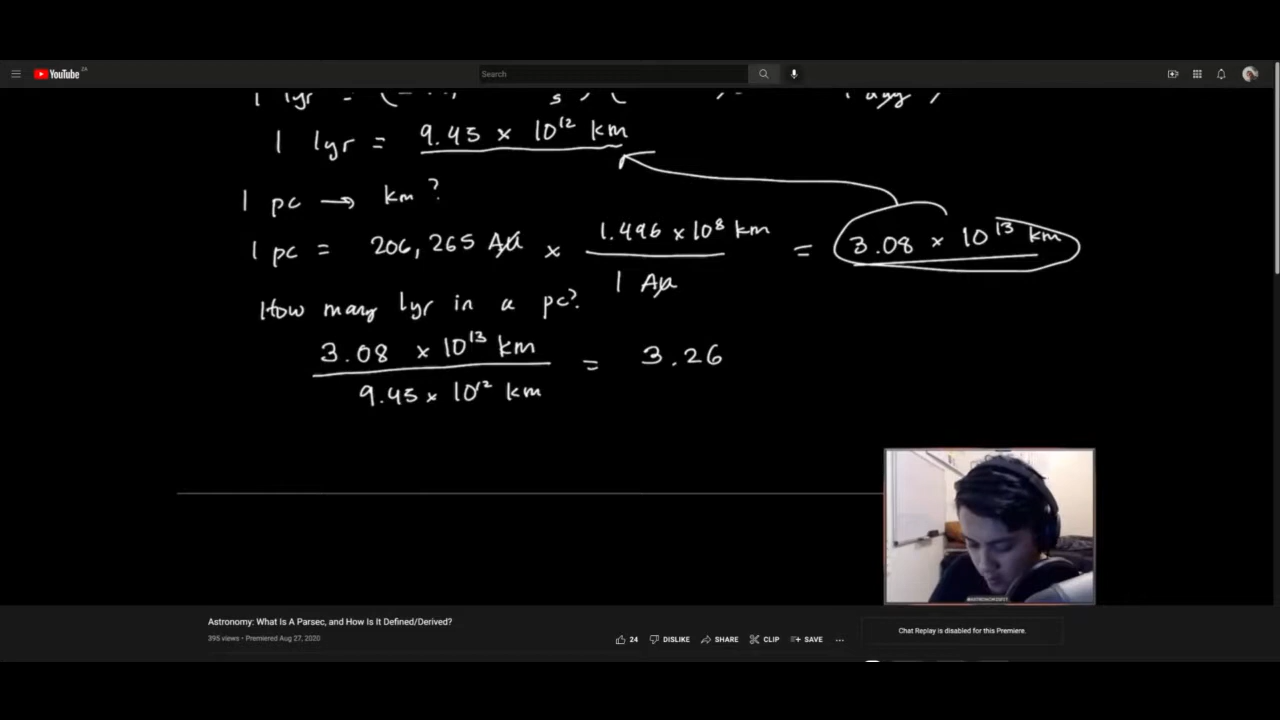 YouTube ZA
Search
1 lyr =
1 lyr = 9.45 × 10¹² km
1 pc → km?
1 pc = 206,265 AU × 1.496 × 10⁸ km / 1 AU = 3.08 × 10¹³ km
How many lyr in a pc?
3.08 × 10¹³ km / 9.45 × 10¹² km = 3.26
Astronomy: What Is A Parsec, and How Is It Defined/Derived?
395 views • Premiered Aug 27, 2020
24 DISLIKE SHARE CLIP SAVE ...
Chat Replay is disabled for this Premiere.